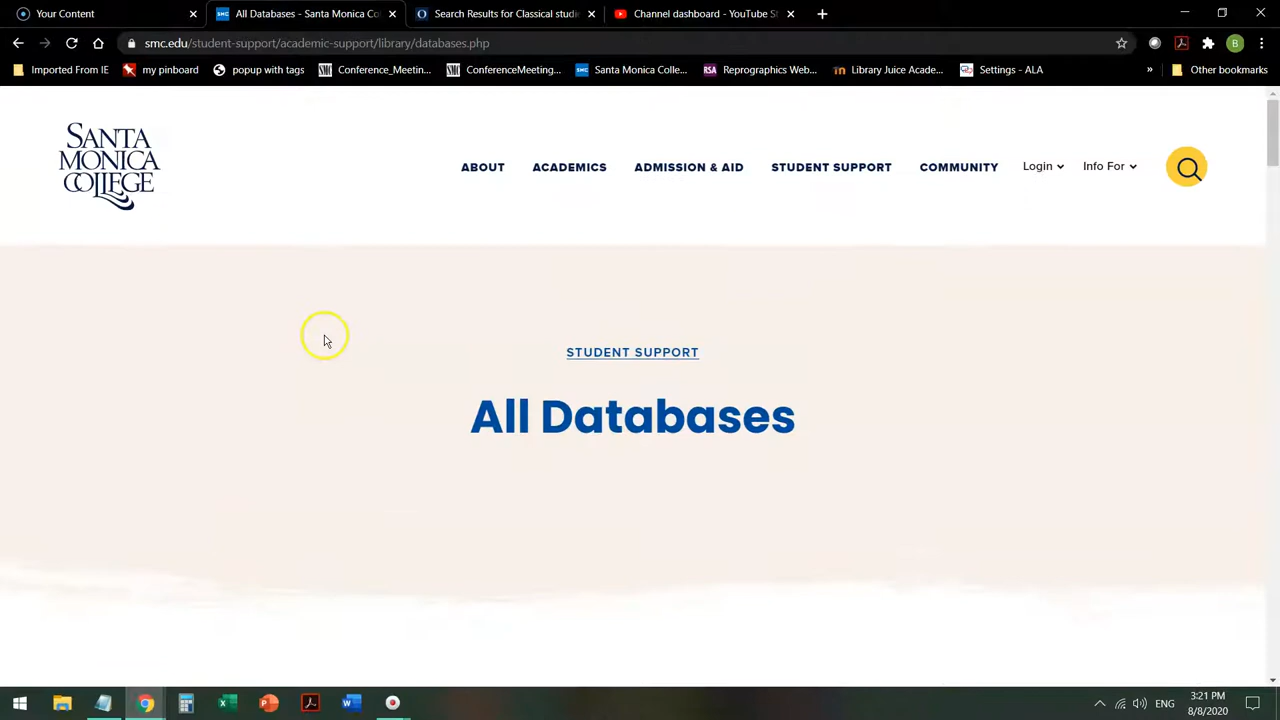 Your Content
All Databases - Santa Monica Co
Search Results for Classical studi
Channel dashboard - YouTube S
smc.edu/student-support/academic-support/library/databases.php
B
Imported From IE
my pinboard
popup with tags
Conference_Meetin...
ConferenceMeeting...
Santa Monica Colle...
Reprographics Web...
Library Juice Acade...
Settings - ALA
»
Other bookmarks
SANTA
MONICA
COLLEGE
ABOUT
ACADEMICS
ADMISSION & AID
STUDENT SUPPORT
COMMUNITY
Login
Info For
STUDENT SUPPORT
All Databases
ENG
3:21 PM
8/8/2020